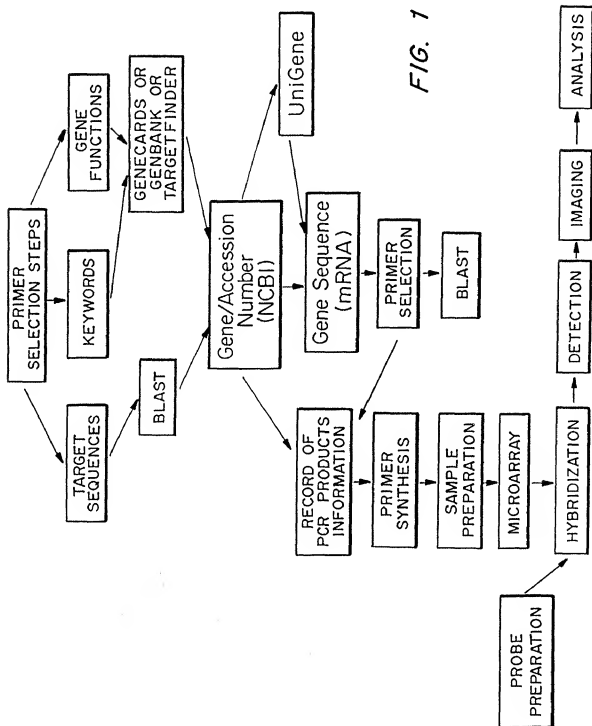 PRIMER
SELECTION STEPS
TARGET
SEQUENCES
KEYWORDS
GENE
FUNCTIONS
BLAST
GENECARDS OR
GENBANK OR
TARGETFINDER
Gene/Accession
Number
(NCBI)
UniGene
RECORD OF
PCR PRODUCTS
INFORMATION
Gene Sequence
(mRNA)
PRIMER
SYNTHESIS
PRIMER
SELECTION
SAMPLE
PREPARATION
BLAST
MICROARRAY
PROBE
PREPARATION
HYBRIDIZATION
DETECTION
IMAGING
ANALYSIS
FIG. 1